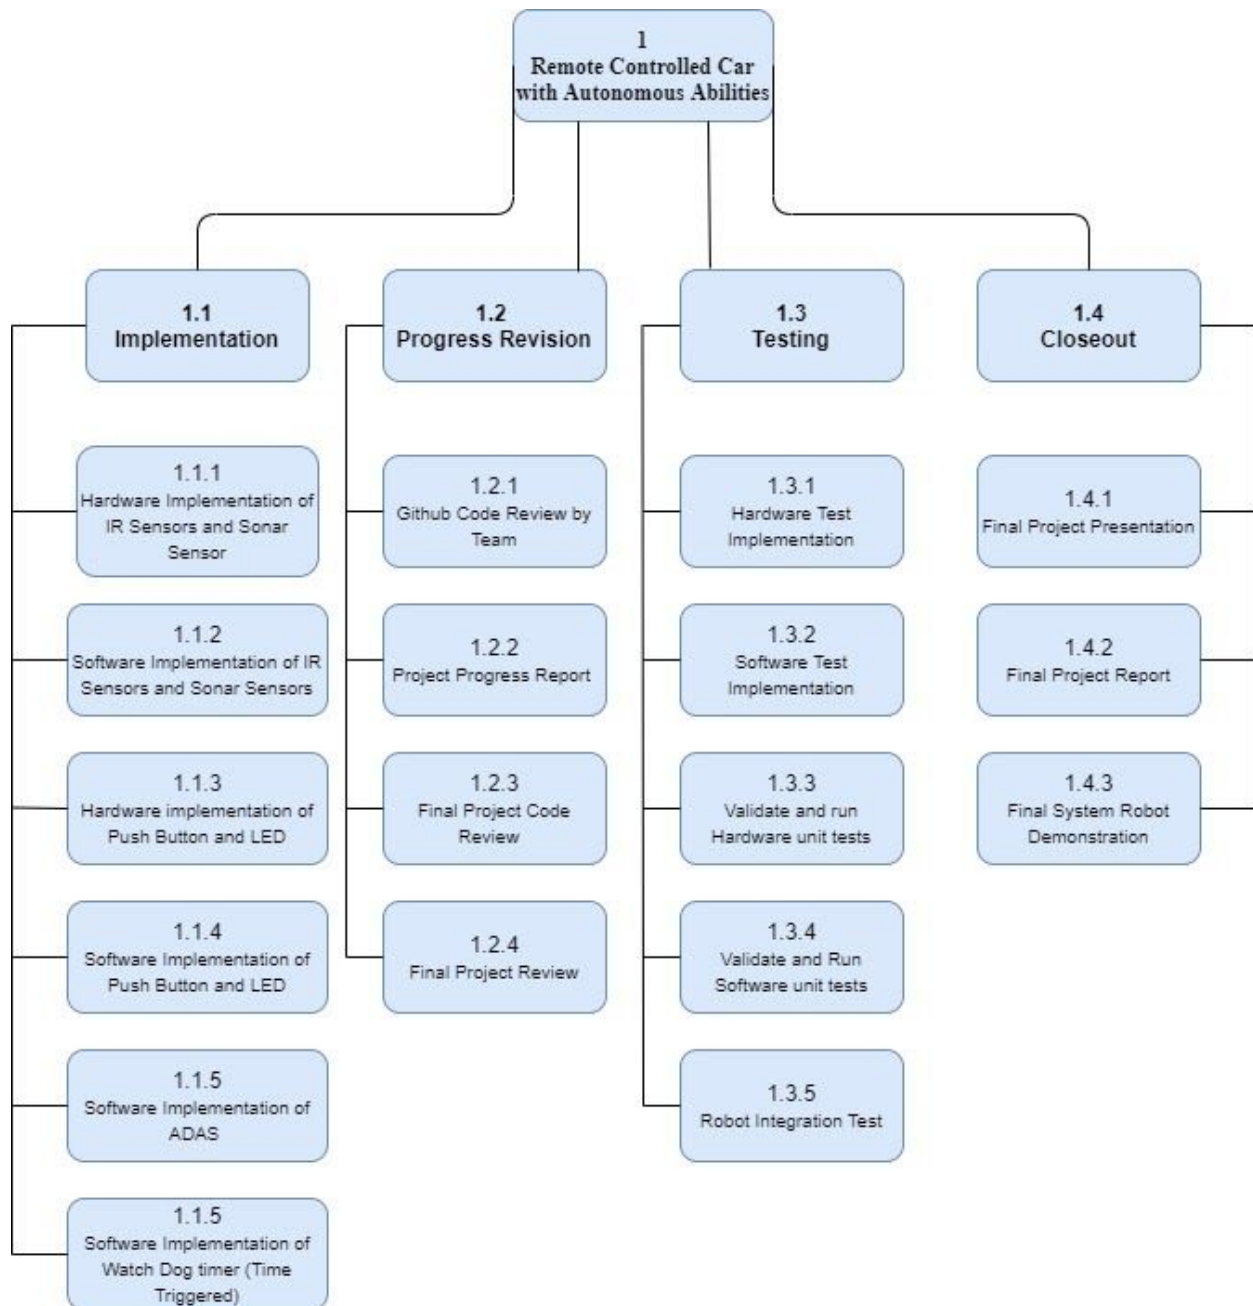 1
Remote Controlled Car
with Autonomous Abilities
1.1
Implementation
1.2
Progress Revision
1.3
Testing
1.4
Closeout
1.1.1
Hardware Implementation of
IR Sensors and Sonar
Sensor
1.1.2
Software Implementation of IR
Sensors and Sonar Sensors
1.1.3
Hardware implementation of
Push Button and LED
1.1.4
Software Implementation of
Push Button and LED
1.1.5
Software Implementation of
ADAS
1.1.5
Software Implementation of
Watch Dog timer (Time
Triggered)
1.2.1
Github Code Review by
Team
1.2.2
Project Progress Report
1.2.3
Final Project Code
Review
1.2.4
Final Project Review
1.3.1
Hardware Test
Implementation
1.3.2
Software Test
Implementation
1.3.3
Validate and run
Hardware unit tests
1.3.4
Validate and Run
Software unit tests
1.3.5
Robot Integration Test
1.4.1
Final Project Presentation
1.4.2
Final Project Report
1.4.3
Final System Robot
Demonstration